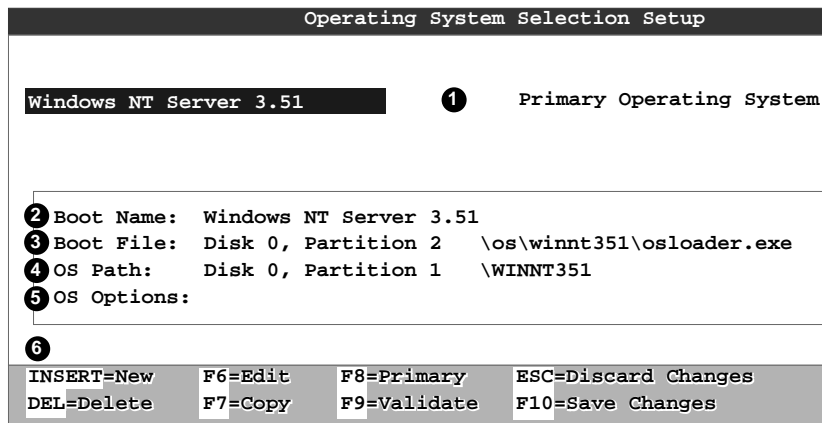 Operating System Selection Setup
Windows NT Server 3.51 1 Primary Operating System
2 Boot Name: Windows NT Server 3.51
3 Boot File: Disk 0, Partition 2 \os\winnt351\osloader.exe
4 OS Path: Disk 0, Partition 1 \WINNT351
5 OS Options:
6
INSERT=New F6=Edit F8=Primary ESC=Discard Changes
DEL=Delete F7=Copy F9=Validate F10=Save Changes